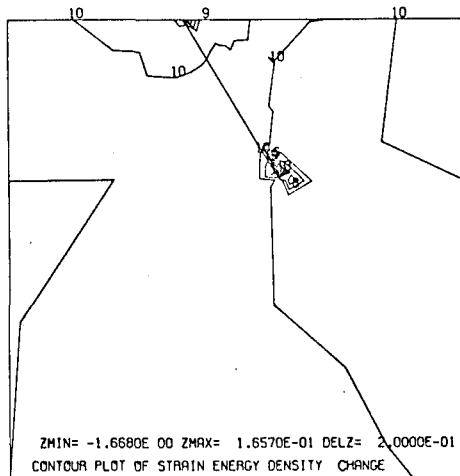 10 9 10
10
10
ZMIN= -1.6680E 00 ZMAX= 1.6570E-01 DELZ= 2.0000E-01
CONTOUR PLOT OF STRAIN ENERGY DENSITY CHANGE